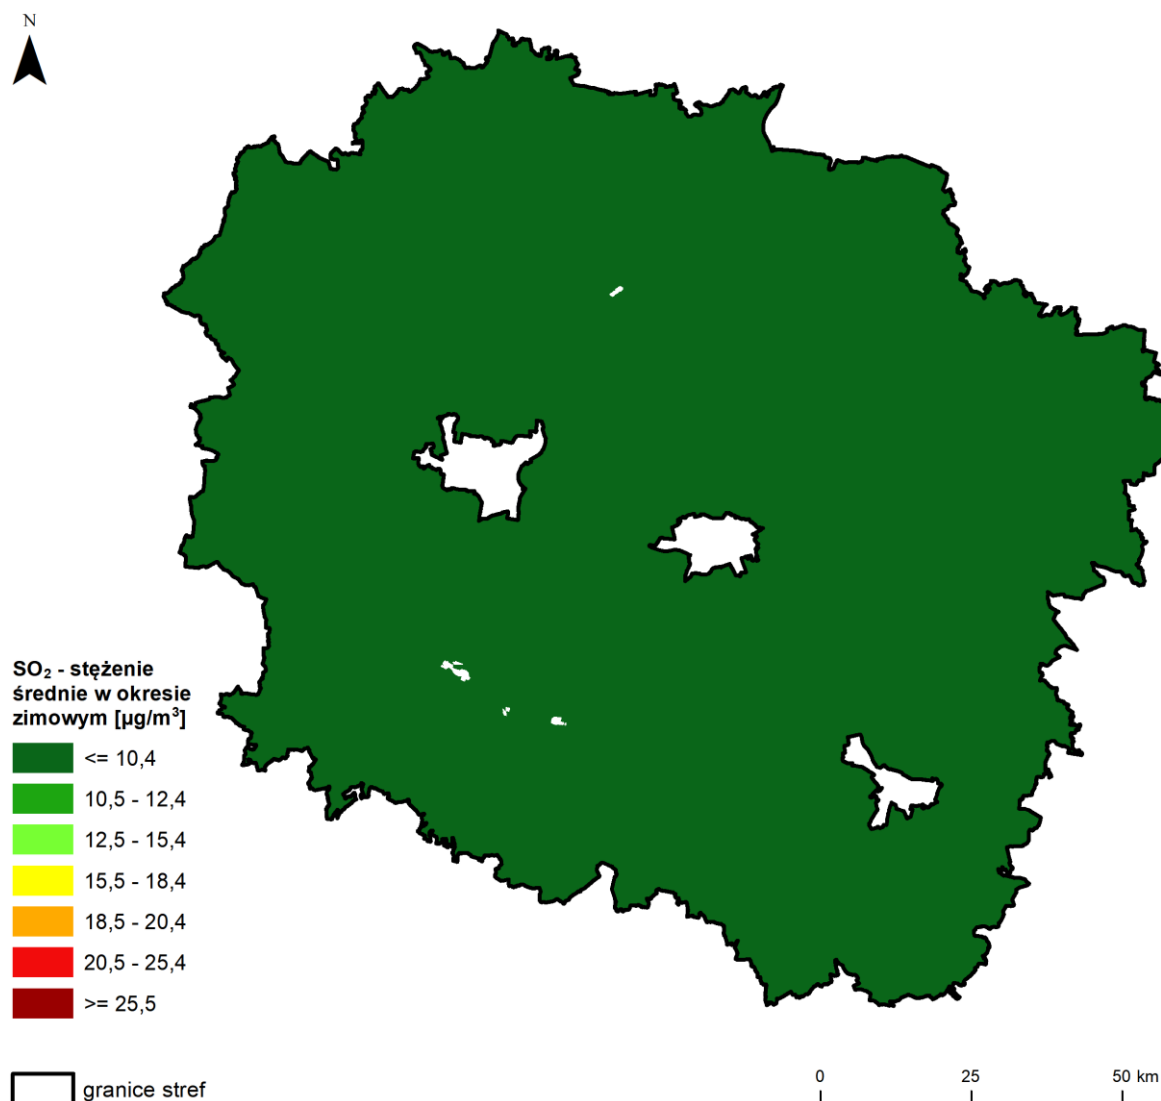 N
SO₂ - stężenie
średnie w okresie
zimowym [µg/m³]
<= 10,4
10,5 - 12,4
12,5 - 15,4
15,5 - 18,4
18,5 - 20,4
20,5 - 25,4
>= 25,5
granice stref
0 25 50 km